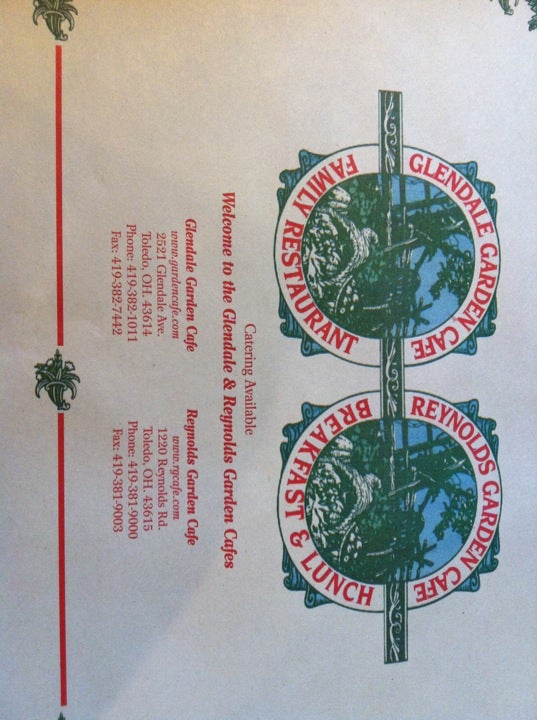 GLENDALE GARDEN CAFE
FAMILY RESTAURANT
REYNOLDS GARDEN CAFE
BREAKFAST & LUNCH
Catering Available
Welcome to the Glendale & Reynolds Garden Cafes
Glendale Garden Cafe
www.gardencafe.com
2521 Glendale Ave.
Toledo, OH. 43614
Phone: 419-382-1011
Fax: 419-382-7442
Reynolds Garden Cafe
www.rgcafe.com
1220 Reynolds Rd.
Toledo, OH. 43615
Phone: 419-381-9000
Fax: 419-381-9003